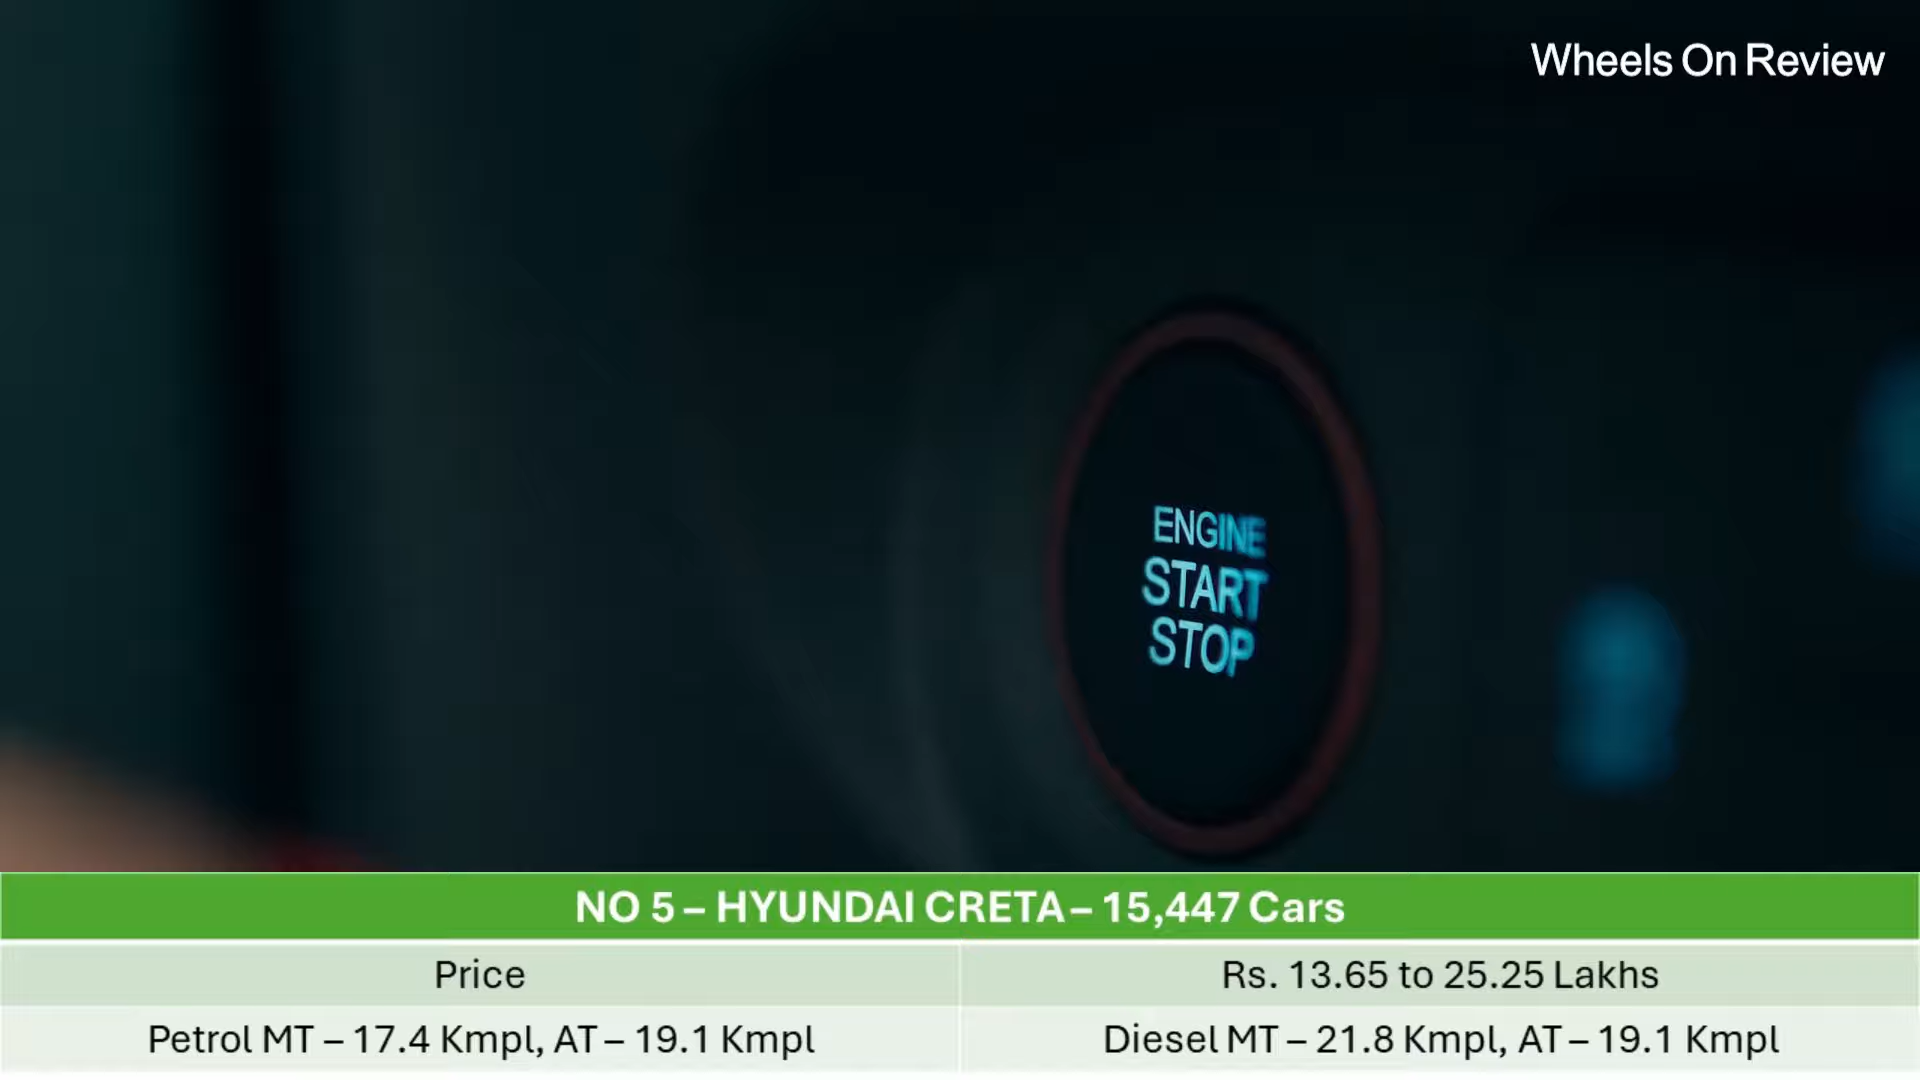 Wheels On Review
ENGINE
START
STOP
NO 5 – HYUNDAI CRETA – 15,447 Cars
Price
Rs. 13.65 to 25.25 Lakhs
Petrol MT – 17.4 Kmpl, AT – 19.1 Kmpl
Diesel MT – 21.8 Kmpl, AT – 19.1 Kmpl